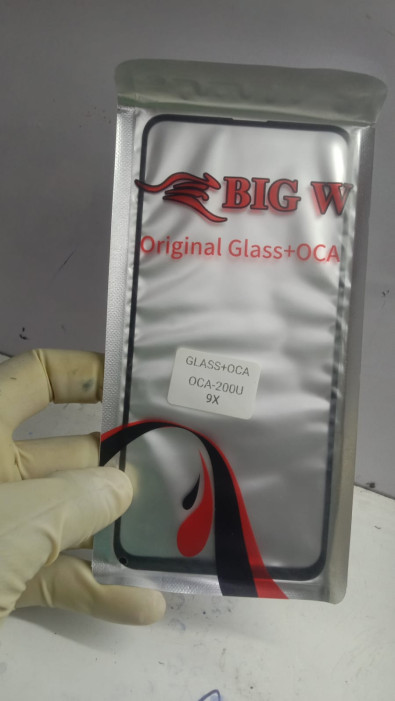 BIG W
Original Glass+OCA
GLASS+OCA
OCA-200U
9X